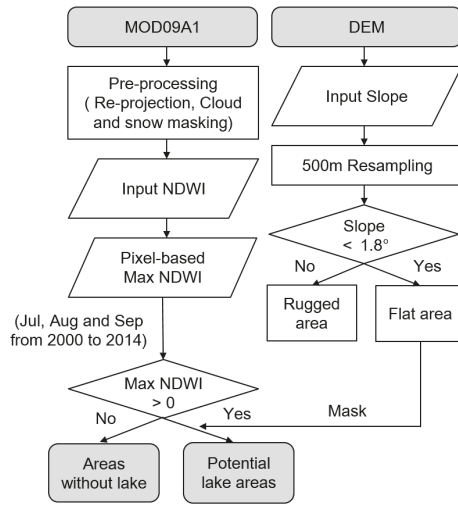 MOD09A1
DEM
Pre-processing
( Re-projection, Cloud
and snow masking)
Input Slope
500m Resampling
Input NDWI
Slope
< 1.8°
Pixel-based
Max NDWI
No
Yes
Rugged
area
Flat area
(Jul, Aug and Sep
from 2000 to 2014)
Max NDWI
> 0
No
Yes
Mask
Areas
without lake
Potential
lake areas